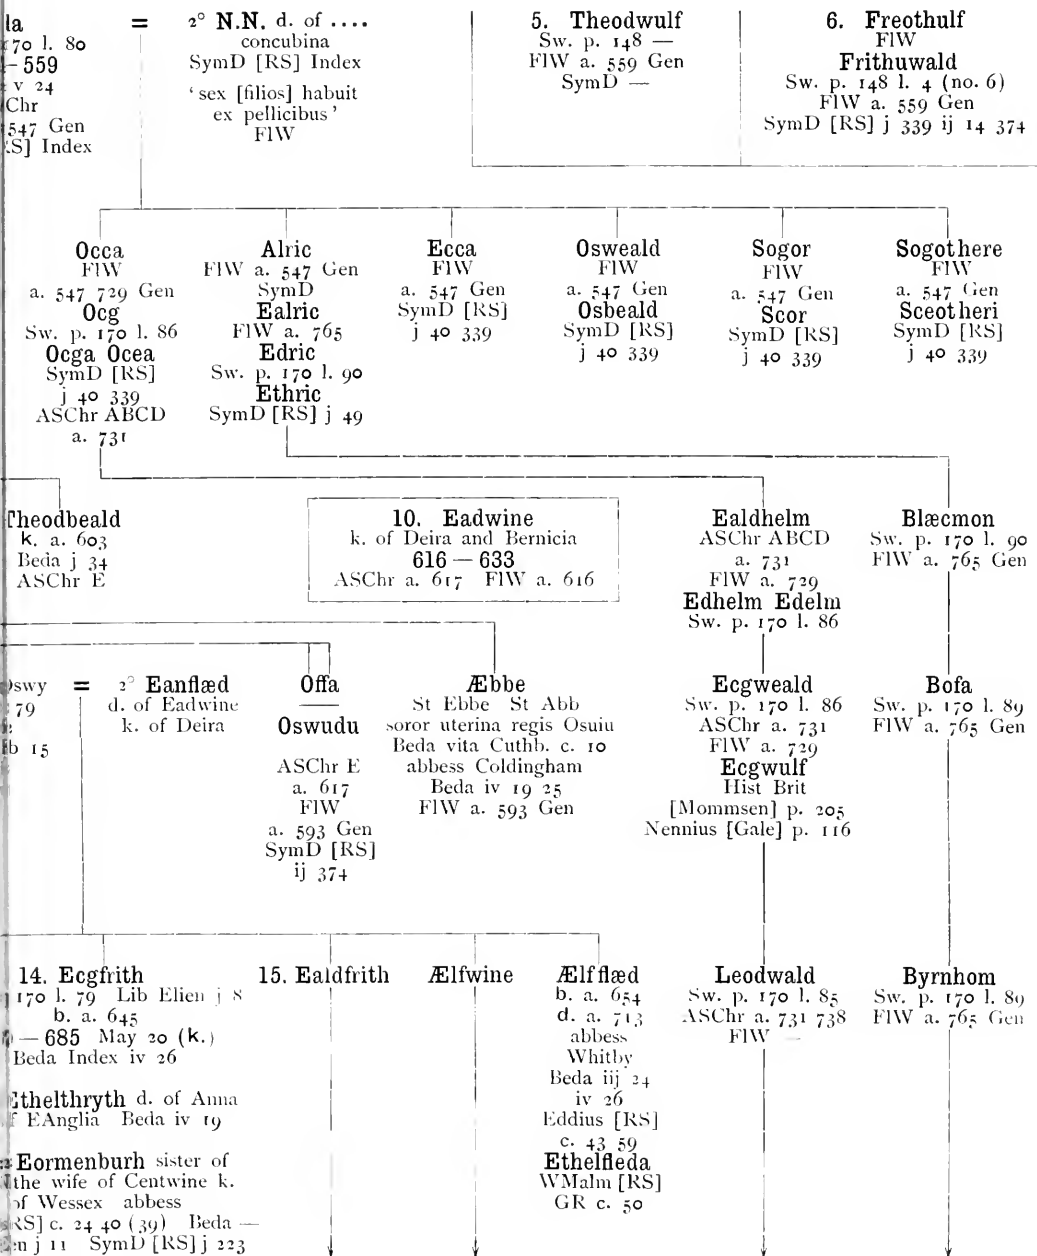 la
170 l. 80
– 559
v 24
Chr
547 Gen
S] Index
=
2° N.N. d. of ....
concubina
SymD [RS] Index
‘ sex [filios] habuit
ex pellicibus ’
FlW
5. Theodwulf
Sw. p. 148 —
FlW a. 559 Gen
SymD —
6. Freothulf
FlW
Frithuwald
Sw. p. 148 l. 4 (no. 6)
FlW a. 559 Gen
SymD [RS] j 339 ij 14 374
Occa
FlW
a. 547 729 Gen
Ocg
Sw. p. 170 l. 86
Ocga Ocea
SymD [RS]
j 40 339
ASChr ABCD
a. 731
Alric
FlW a. 547 Gen
SymD
Ealric
FlW a. 765
Edric
Sw. p. 170 l. 90
Ethric
SymD [RS] j 49
Ecca
FlW
a. 547 Gen
SymD [RS]
j 40 339
Osweald
FlW
a. 547 Gen
Osbeald
SymD [RS]
j 40 339
Sogor
FlW
a. 547 Gen
Scor
SymD [RS]
j 40 339
Sogothere
FlW
a. 547 Gen
Sceotheri
SymD [RS]
j 40 339
Theodbeald
k. a. 603
Beda j 34
ASChr E
10. Eadwine
k. of Deira and Bernicia
616 — 633
ASChr a. 617 FlW a. 616
Ealdhelm
ASChr ABCD
a. 731
FlW a. 729
Edhelm Edelm
Sw. p. 170 l. 86
Blæcmon
Sw. p. 170 l. 90
FlW a. 765 Gen
Oswy
79
b 15
=
2° Eanflæd
d. of Eadwine
k. of Deira
Offa
Oswudu
ASChr E
a. 617
FlW
a. 593 Gen
SymD [RS]
ij 374
Æbbe
St Ebbe St Abb
soror uterina regis Osuiu
Beda vita Cuthb. c. 10
abbess Coldingham
Beda iv 19 25
FlW a. 593 Gen
Ecgweald
Sw. p. 170 l. 86
ASChr a. 731
FlW a. 729
Ecgwulf
Hist Brit
[Mommsen] p. 205
Nennius [Gale] p. 116
Bofa
Sw. p. 170 l. 89
FlW a. 765 Gen
14. Ecgfrith
170 l. 79 Lib Elien j 8
b. a. 645
— 685 May 20 (k.)
Beda Index iv 26
Ethelthryth d. of Anna
f EAnglia Beda iv 19
Eormenburh sister of
the wife of Centwine k.
of Wessex abbess
RS] c. 24 40 (39) Beda —
en j 11 SymD [RS] j 223
15. Ealdfrith
Ælfwine
Ælfflæd
b. a. 654
d. a. 713
abbess
Whitby
Beda iij 24
iv 26
Eddius [RS]
c. 43 59
Ethelfleda
WMalm [RS]
GR c. 50
Leodwald
Sw. p. 170 l. 85
ASChr a. 731 738
FlW —
Byrnhom
Sw. p. 170 l. 89
FlW a. 765 Gen